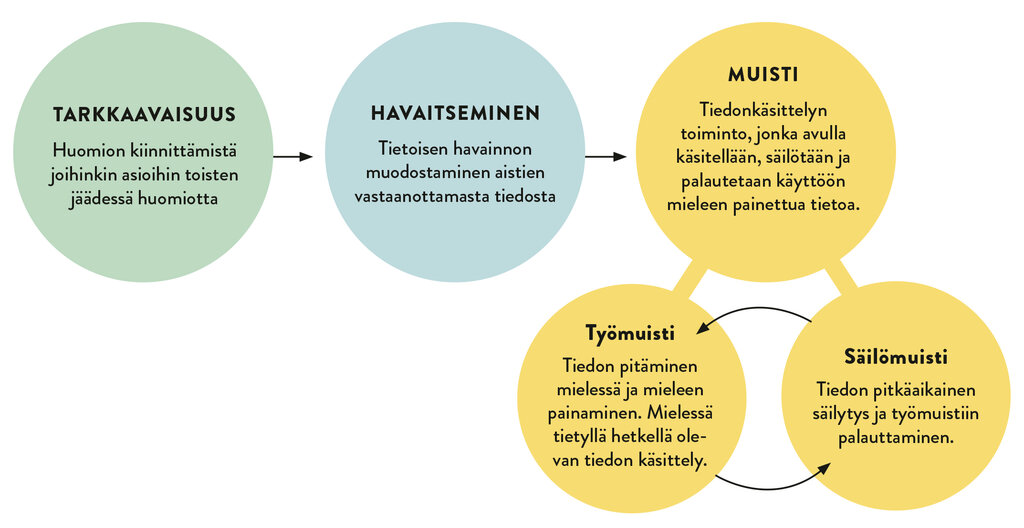 TARKKAAVAISUUS
Huomion kiinnittämistä
joihinkin asioihin toisten
jäädessä huomiotta
HAVAITSEMINEN
Tietoisen havainnon
muodostaminen aistien
vastaanottamasta tiedosta
MUISTI
Tiedonkäsittelyn
toiminto, jonka avulla
käsitellään, säilötään ja
palautetaan käyttöön
mieleen painettua tietoa.
Työmuisti
Tiedon pitäminen
mielessä ja mieleen
painaminen. Mielessä
tietyllä hetkellä ole-
van tiedon käsittely.
Säilömuisti
Tiedon pitkäaikainen
säilytys ja työmuistiin
palauttaminen.